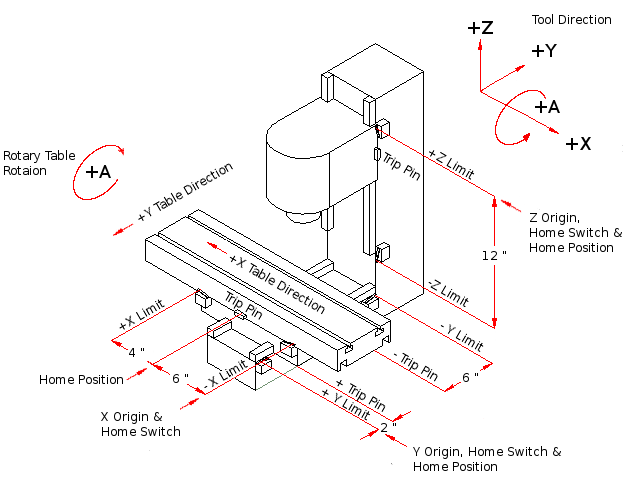 Tool Direction
+Z
+Y
+A
+X
Rotary Table
Rotaion
+A
+Y Table Direction
+X Table Direction
Trip Pin
+Z Limit
Z Origin,
Home Switch &
Home Position
12 "
-Z Limit
Trip Pin
+X Limit
4 "
Home Position
6 "
- X Limit
X Origin &
Home Switch
- Y Limit
- Trip Pin
6 "
+ Trip Pin
+ Y Limit
2 "
Y Origin, Home Switch &
Home Position